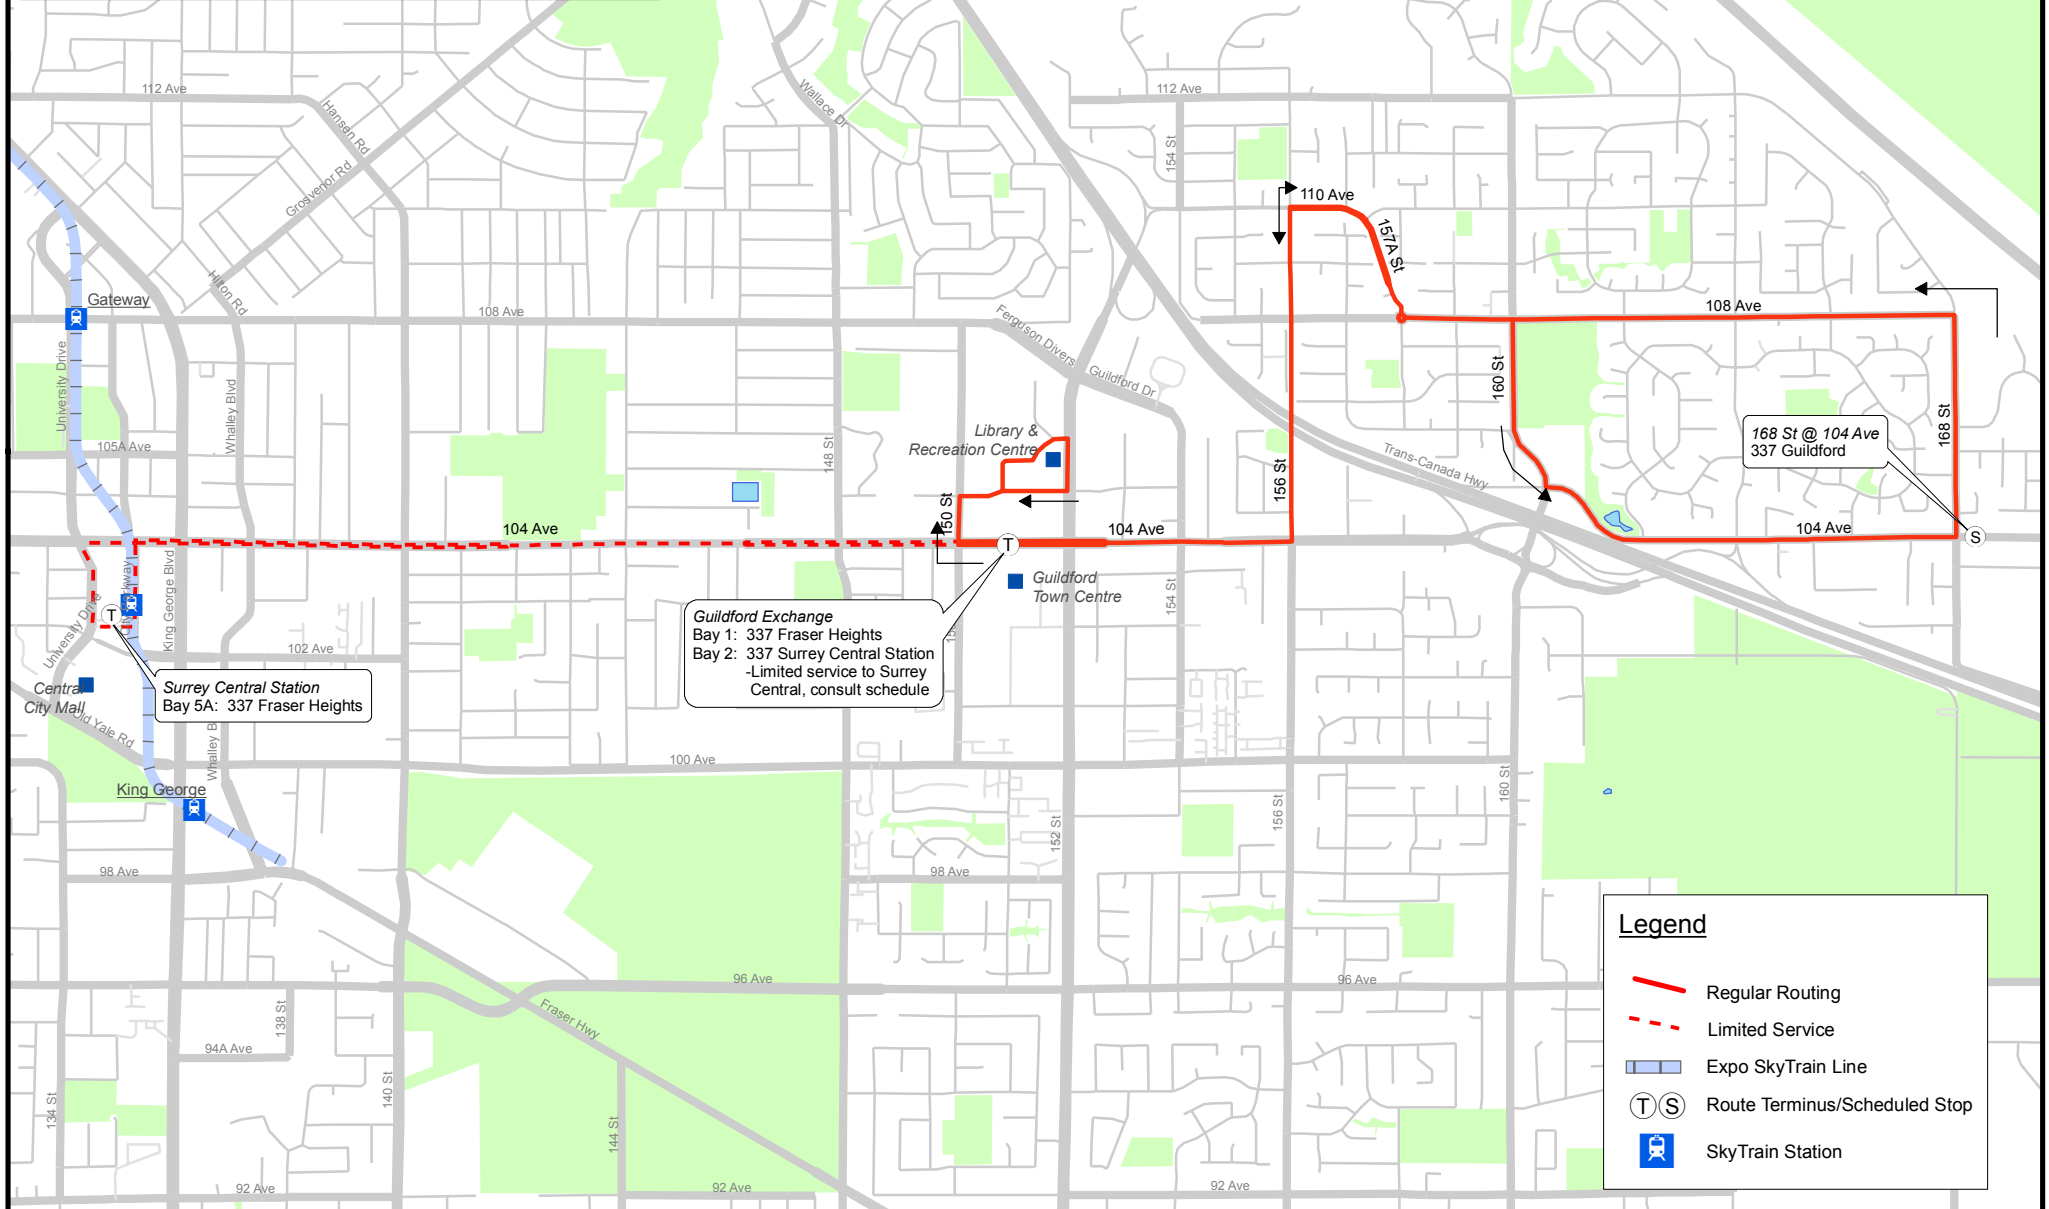 112 Ave
Hansen Rd
Grosvenor Rd
Wallace Dr
112 Ave
154 St
110 Ave
157A St
Hilton Rd
Gateway
108 Ave
Ferguson Divers
Guildford Dr
108 Ave
University Drive
Whalley Blvd
105A Ave
148 St
Library &
Recreation Centre
150 St
156 St
Trans-Canada Hwy
160 St
168 St @ 104 Ave
337 Guildford
168 St
104 Ave
104 Ave
104 Ave
S
T
T
University Drive
King George Blvd
102 Ave
Guildford
Town Centre
154 St
Guildford Exchange
Bay 1: 337 Fraser Heights
Bay 2: 337 Surrey Central Station
-Limited service to Surrey
Central, consult schedule
Surrey Central Station
Bay 5A: 337 Fraser Heights
Central
City Mall
Old Yale Rd
Whalley B
100 Ave
King George
152 St
156 St
160 St
98 Ave
98 Ave
96 Ave
96 Ave
Fraser Hwy
138 St
94A Ave
134 St
140 St
144 St
92 Ave
92 Ave
92 Ave
Legend
Regular Routing
Limited Service
Expo SkyTrain Line
T S Route Terminus/Scheduled Stop
SkyTrain Station